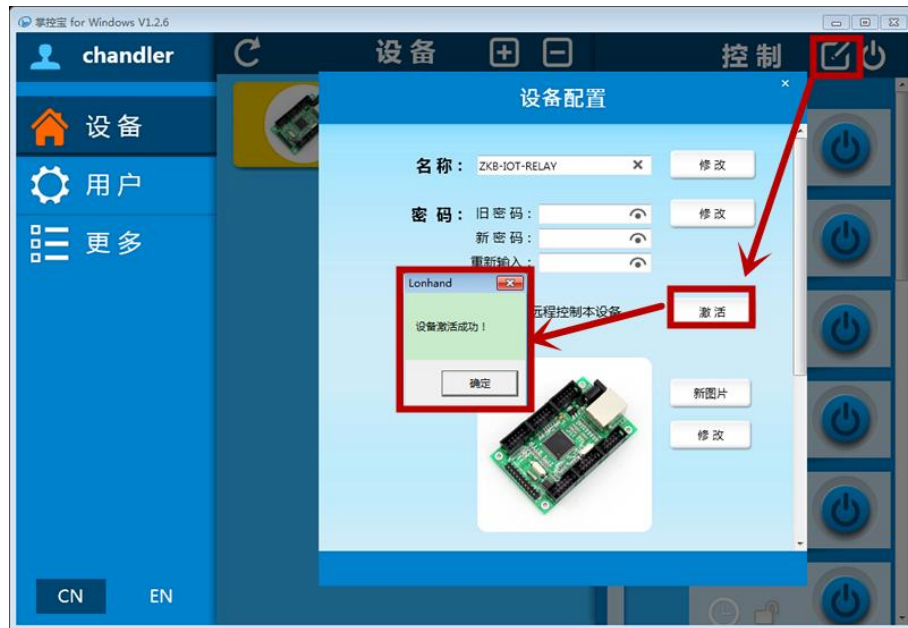 掌控宝 for Windows V1.2.6
chandler
设备
控制
设备
用户
更多
CN
EN
设备配置
名称: ZKB-IOT-RELAY
修改
密码: 旧密码:
修改
新密码:
重新输入:
远程控制本设备
激活
Lonhand
设备激活成功!
确定
新图片
修改